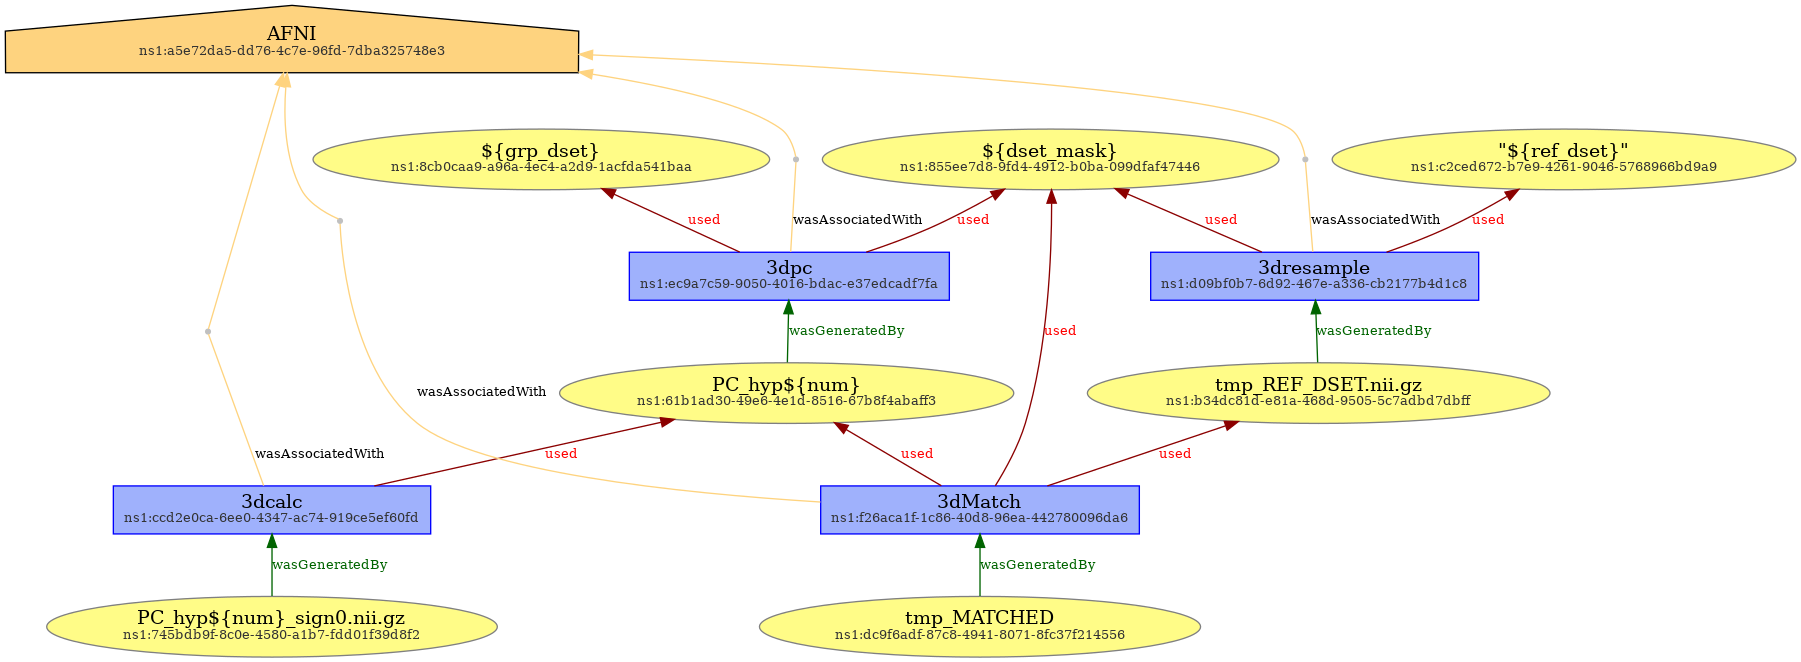 AFNI
ns1:a5e72da5-dd76-4c7e-96fd-7dba325748e3
${grp_dset}
ns1:8cb0caa9-a96a-4ec4-a2d9-1acfda541baa
${dset_mask}
ns1:855ee7d8-9fd4-4912-b0ba-099dfaf47446
"${ref_dset}"
ns1:c2ced672-b7e9-4261-9046-5768966bd9a9
used
wasAssociatedWith
used
used
wasAssociatedWith
used
3dpc
ns1:ec9a7c59-9050-4016-bdac-e37edcadf7fa
3dresample
ns1:d09bf0b7-6d92-467e-a336-cb2177b4d1c8
wasGeneratedBy
used
wasGeneratedBy
wasAssociatedWith
PC_hyp${num}
ns1:61b1ad30-49e6-4e1d-8516-67b8f4abaff3
tmp_REF_DSET.nii.gz
ns1:b34dc81d-e81a-468d-9505-5c7adbd7dbff
wasAssociatedWith
used
used
used
3dcalc
ns1:ccd2e0ca-6ee0-4347-ac74-919ce5ef60fd
3dMatch
ns1:f26aca1f-1c86-40d8-96ea-442780096da6
wasGeneratedBy
wasGeneratedBy
PC_hyp${num}_sign0.nii.gz
ns1:745bdb9f-8c0e-4580-a1b7-fdd01f39d8f2
tmp_MATCHED
ns1:dc9f6adf-87c8-4941-8071-8fc37f214556